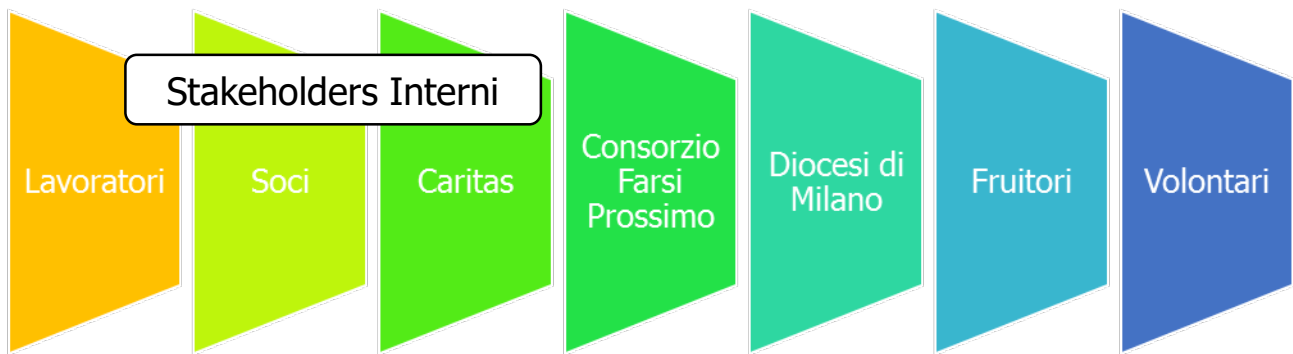 Stakeholders Interni
Lavoratori
Soci
Caritas
Consorzio
Farsi
Prossimo
Diocesi di
Milano
Fruitori
Volontari